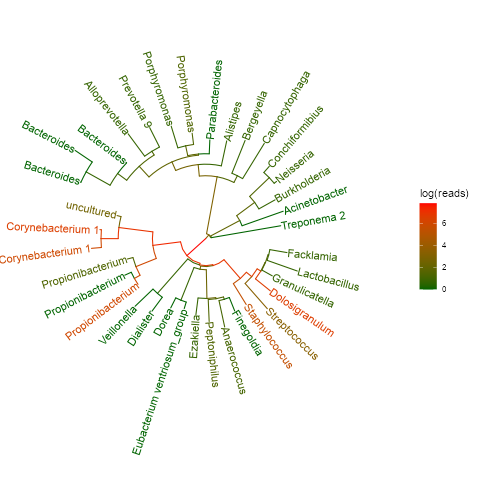 Bacteroides
Bacteroides
Alloprevotella
Prevotella 9
Porphyromonas
Porphyromonas
Parabacteroides
Alistipes
Bergeyella
Capnocytophaga
Conchiformibius
Neisseria
Burkholderia
Acinetobacter
Treponema 2
Facklamia
Lactobacillus
Granulicatella
Dolosigranulum
Streptococcus
Staphylococcus
Finegoldia
Anaerococcus
Peptoniphilus
Ezakiella
Eubacterium ventriosum_group
Dorea
Dialister
Veillonella
Propionibacterium
Propionibacterium
Propionibacterium
Corynebacterium 1
Corynebacterium 1
uncultured
log(reads)
6
4
2
0